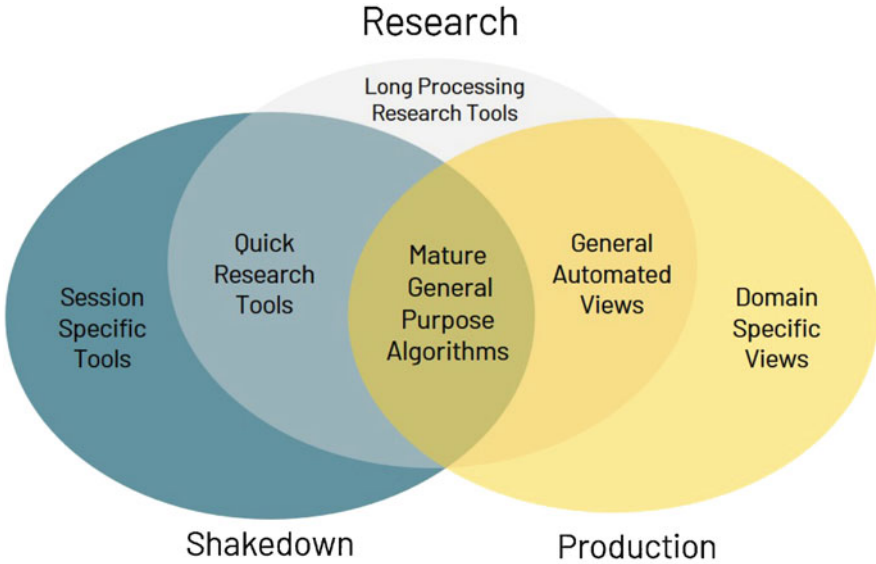 Research
Long Processing
Research Tools
Quick
Research
Tools
Mature
General
Purpose
Algorithms
General
Automated
Views
Session
Specific
Tools
Domain
Specific
Views
Shakedown
Production